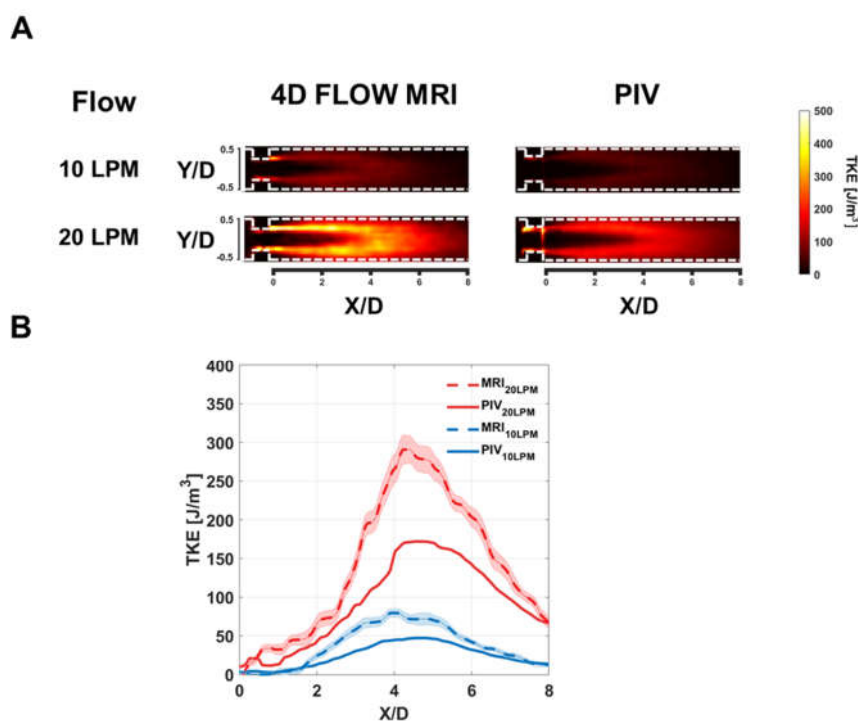 A
Flow
4D FLOW MRI
PIV
10 LPM
Y/D
0.5
-0.5
20 LPM
Y/D
0.5
-0.5
0 2 4 6 8
X/D
0 2 4 6 8
X/D
500
400
300
200
100
0
TKE [J/m³]
B
400
350
300
250
200
150
100
50
0
TKE [J/m³]
0 2 4 6 8
X/D
MRI20LPM
PIV20LPM
MRI10LPM
PIV10LPM